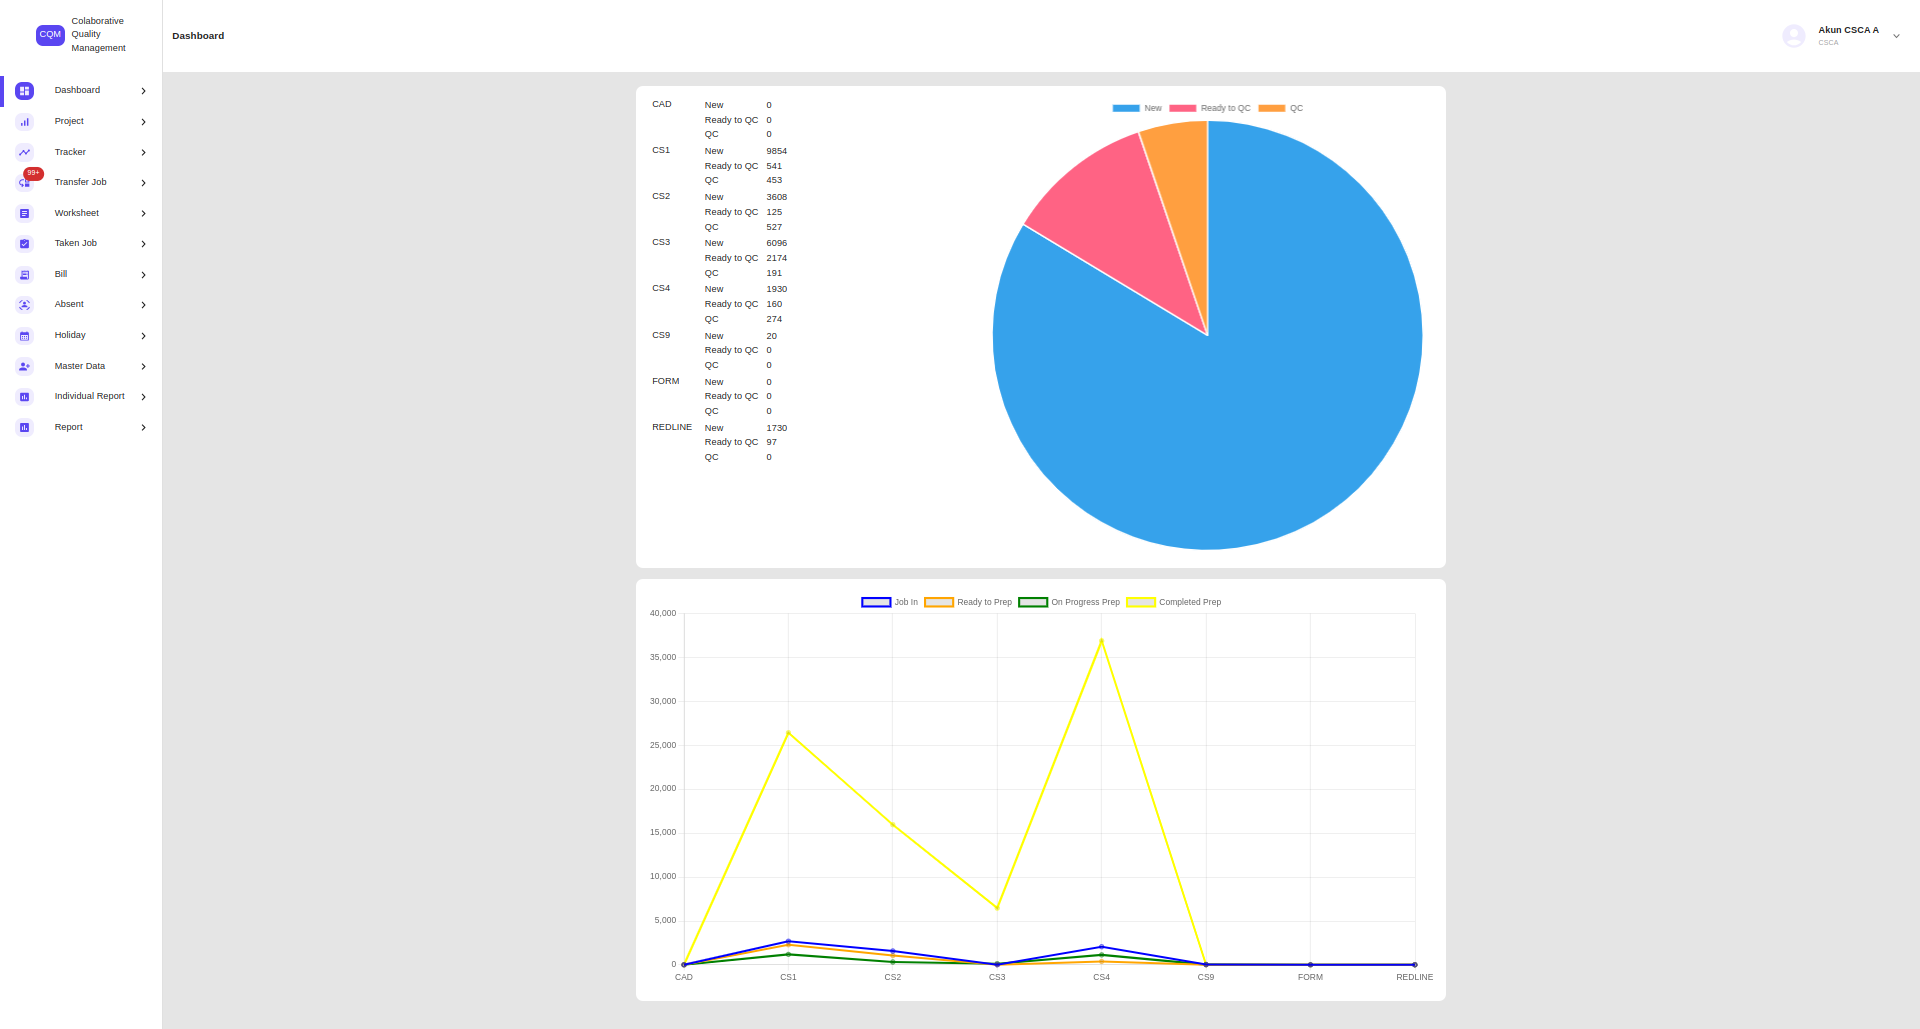 CQM
Colaborative
Quality
Management
Dashboard
Akun CSCA A
CSCA
Dashboard
Project
Tracker
99+
Transfer Job
Worksheet
Taken Job
Bill
Absent
Holiday
Master Data
Individual Report
Report
CAD New 0
Ready to QC 0
QC 0
CS1 New 9854
Ready to QC 541
QC 453
CS2 New 3608
Ready to QC 125
QC 527
CS3 New 6096
Ready to QC 2174
QC 191
CS4 New 1930
Ready to QC 160
QC 274
CS9 New 20
Ready to QC 0
QC 0
FORM New 0
Ready to QC 0
QC 0
REDLINE New 1730
Ready to QC 97
QC 0
New Ready to QC QC
Job In Ready to Prep On Progress Prep Completed Prep
40,000
35,000
30,000
25,000
20,000
15,000
10,000
5,000
0
CAD CS1 CS2 CS3 CS4 CS9 FORM REDLINE